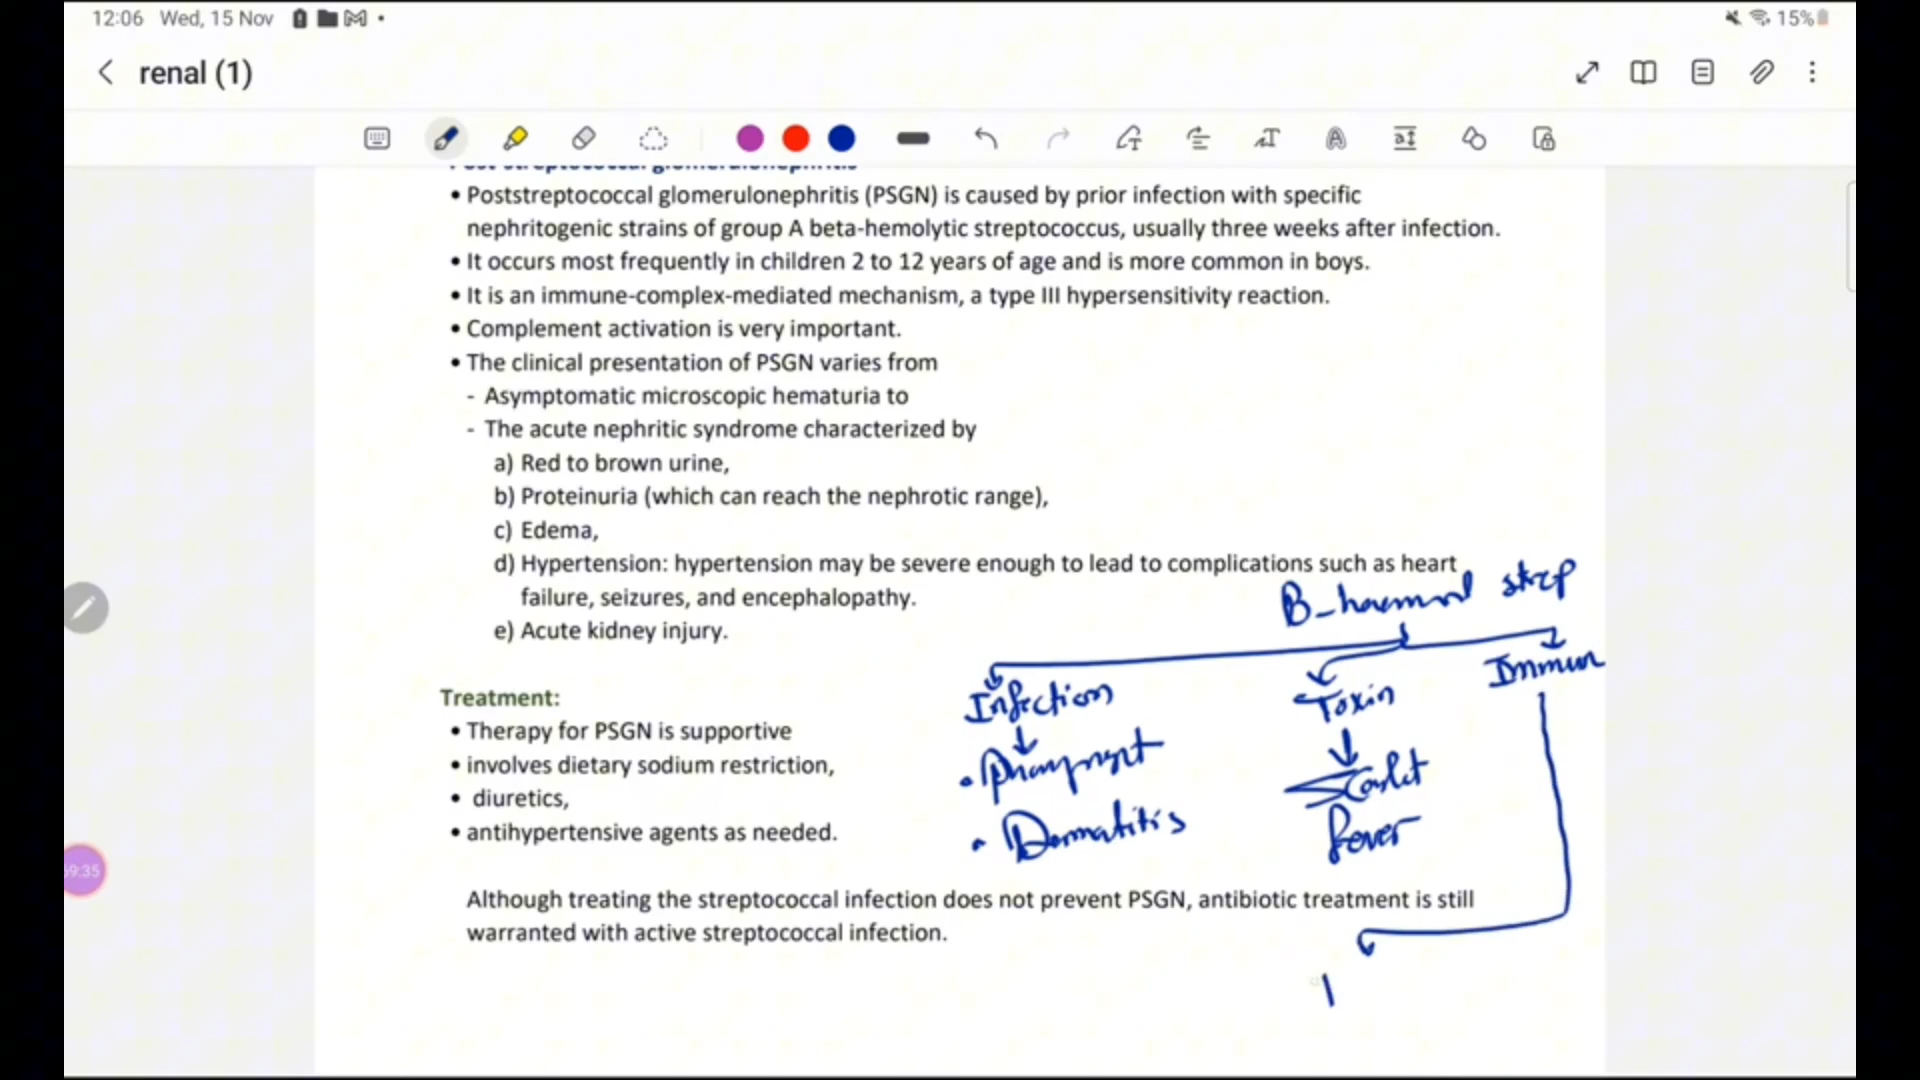 12:06 Wed, 15 Nov
15%
renal (1)
Post streptococcal glomerulonephritis
• Poststreptococcal glomerulonephritis (PSGN) is caused by prior infection with specific
nephritogenic strains of group A beta-hemolytic streptococcus, usually three weeks after infection.
• It occurs most frequently in children 2 to 12 years of age and is more common in boys.
• It is an immune-complex-mediated mechanism, a type III hypersensitivity reaction.
• Complement activation is very important.
• The clinical presentation of PSGN varies from
- Asymptomatic microscopic hematuria to
- The acute nephritic syndrome characterized by
a) Red to brown urine,
b) Proteinuria (which can reach the nephrotic range),
c) Edema,
d) Hypertension: hypertension may be severe enough to lead to complications such as heart
failure, seizures, and encephalopathy.
e) Acute kidney injury.
B-haemol strep
Infection
Toxin
Immun
• Dermatitis
Scarlet
fever
Treatment:
• Therapy for PSGN is supportive
• involves dietary sodium restriction,
• diuretics,
• antihypertensive agents as needed.
9:35
Although treating the streptococcal infection does not prevent PSGN, antibiotic treatment is still
warranted with active streptococcal infection.